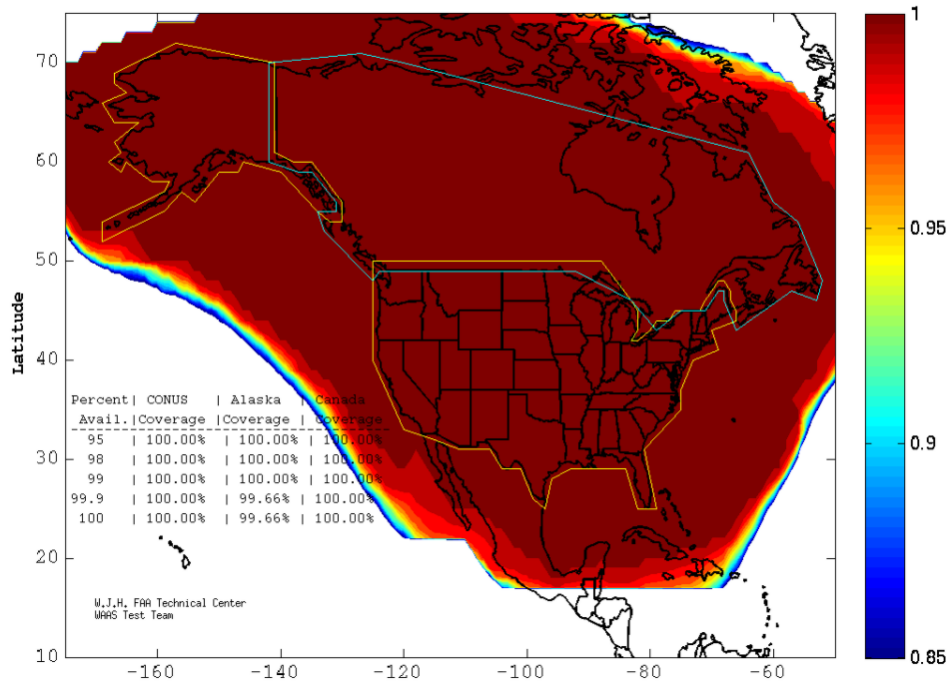 1
70
60
0.95
50
Latitude
40
Percent| CONUS | Alaska | Canada
Avail.|Coverage |Coverage | Coverage
95 | 100.00% | 100.00% | 100.00%
0.9
98 | 100.00% | 100.00% | 100.00%
30
99 | 100.00% | 100.00% | 100.00%
99.9 | 100.00% | 99.66% | 100.00%
100 | 100.00% | 99.66% | 100.00%
20
W.J.H. FAA Technical Center
WAAS Test Team
10
0.85
-160 -140 -120 -100 -80 -60